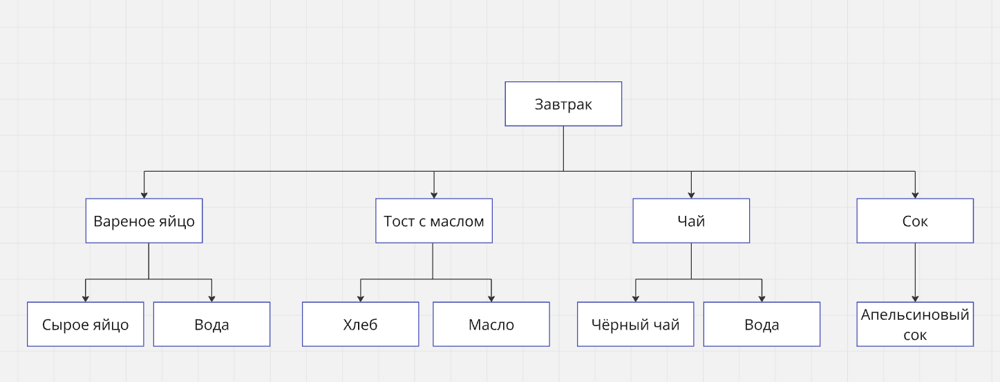 Завтрак
Вареное яйцо
Тост с маслом
Чай
Сок
Сырое яйцо
Вода
Хлеб
Масло
Чёрный чай
Вода
Апельсиновый
сок